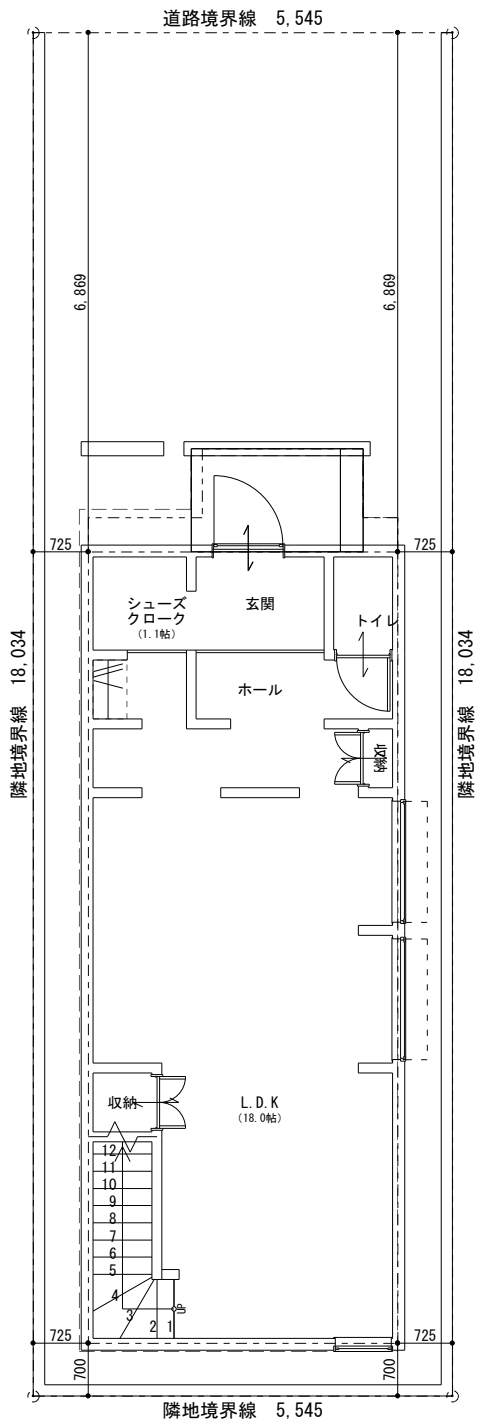 道路境界線 5,545
6,869
6,869
725
725
シューズ
クローク
(1.1帖)
玄関
トイレ
隣地境界線 18,034
隣地境界線 18,034
ホール
収納
収納
L.D.K
(18.0帖)
12
11
10
9
8
7
6
5
4
3
2
1
UP
725
725
700
700
隣地境界線 5,545